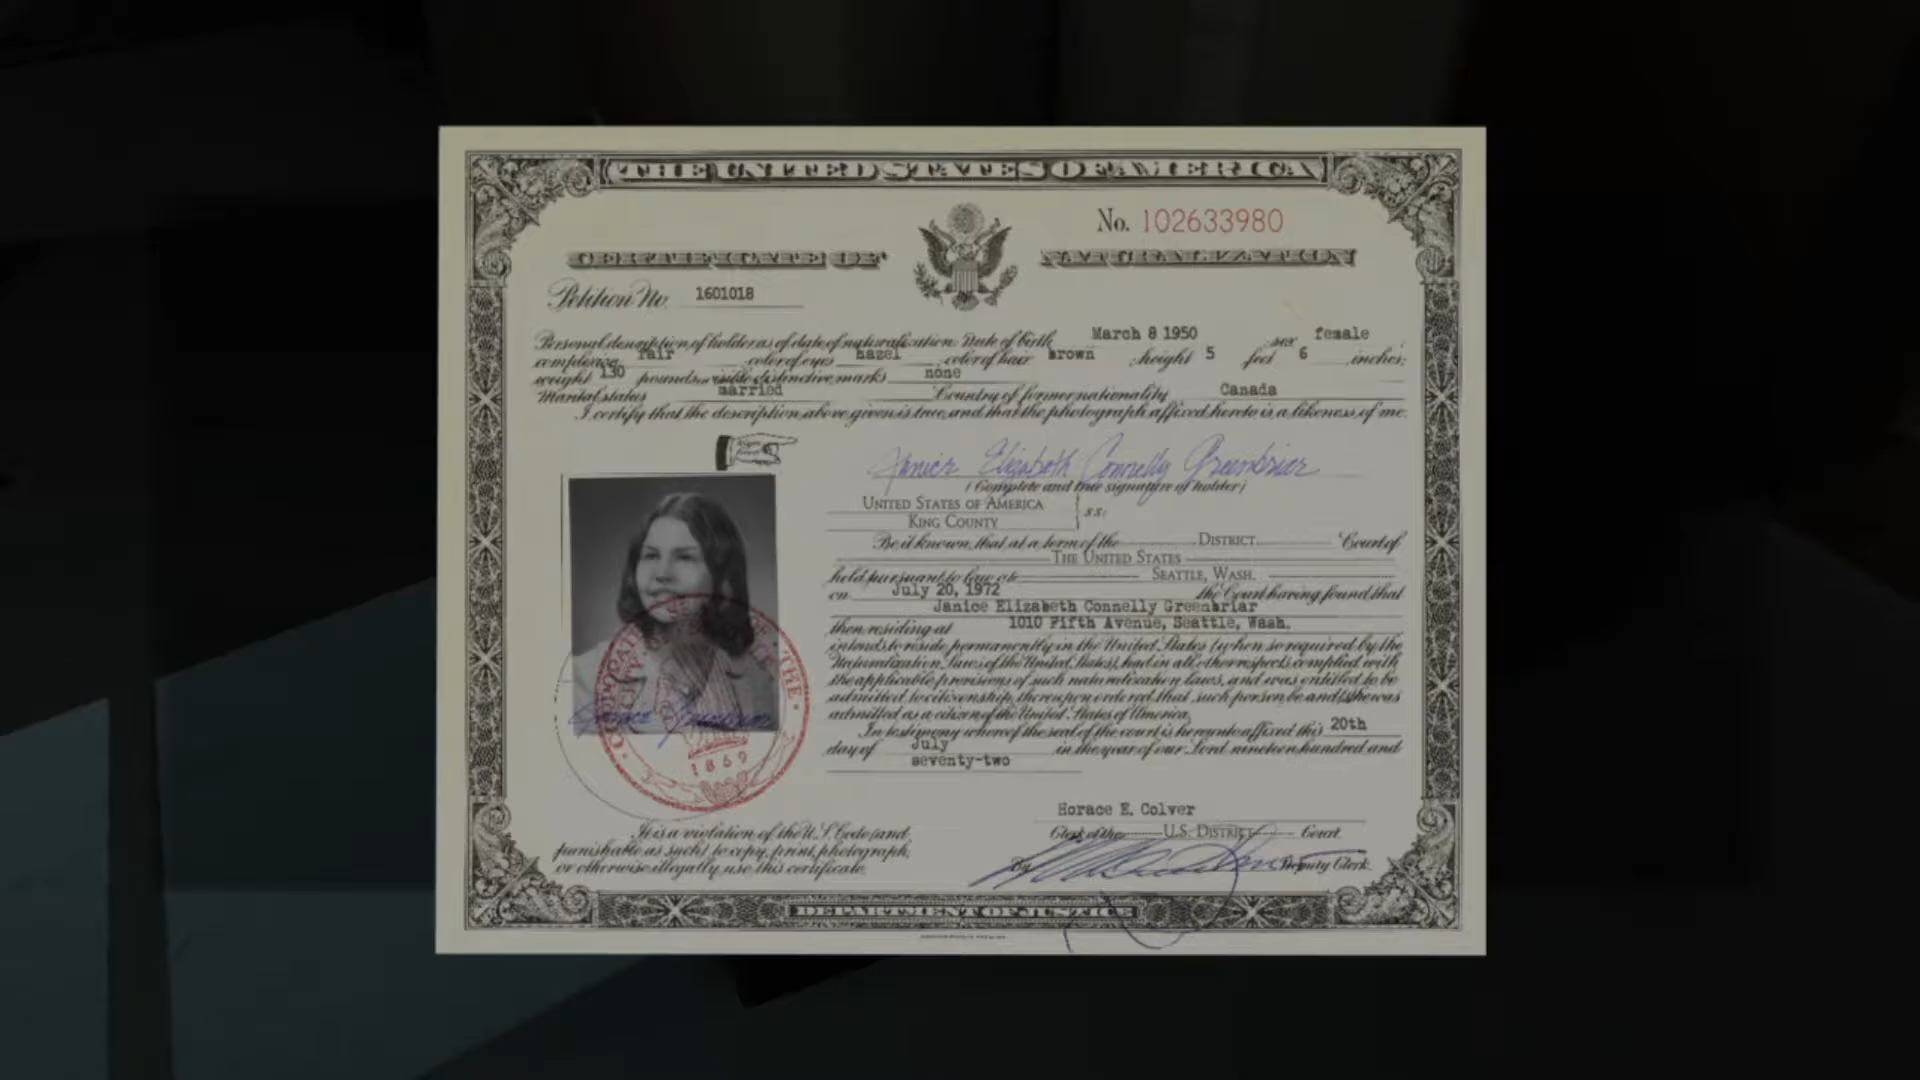 THE UNITED STATES OF AMERICA
No. 102633980
CERTIFICATE OF NATURALIZATION
Petition No. 1601018
Personal description of holder as of date of naturalization: Date of birth March 8 1950 sex female
complexion fair color of eyes hazel color of hair brown height 5 feet 6 inches;
weight 130 pounds; visible distinctive marks none
Marital status married Country of former nationality Canada
I certify that the description above given is true, and that the photograph affixed hereto is a likeness of me.
Janice Elizabeth Connelly Greenbriar
(Complete and true signature of holder)
UNITED STATES OF AMERICA
KING COUNTY
ss:
Be it known, that at a term of the DISTRICT Court of
THE UNITED STATES
held pursuant to law at SEATTLE, WASH.
on July 20, 1972 the Court having found that
Janice Elizabeth Connelly Greenbriar
then residing at 1010 Fifth Avenue, Seattle, Wash.
intends to reside permanently in the United States (when so required by the
Naturalization Laws of the United States), had in all other respects complied with
the applicable provisions of such naturalization laws, and was entitled to be
admitted to citizenship, thereupon ordered that such person be and (s)he was
admitted as a citizen of the United States of America.
In testimony whereof the seal of the court is hereunto affixed this 20th
day of July in the year of our Lord nineteen hundred and
seventy-two
1869
Horace E. Colver
Clerk of the U.S. DISTRICT Court
By Deputy Clerk.
It is a violation of the U.S. Code (and
punishable as such) to copy, print, photograph,
or otherwise illegally use this certificate.
DEPARTMENT OF JUSTICE